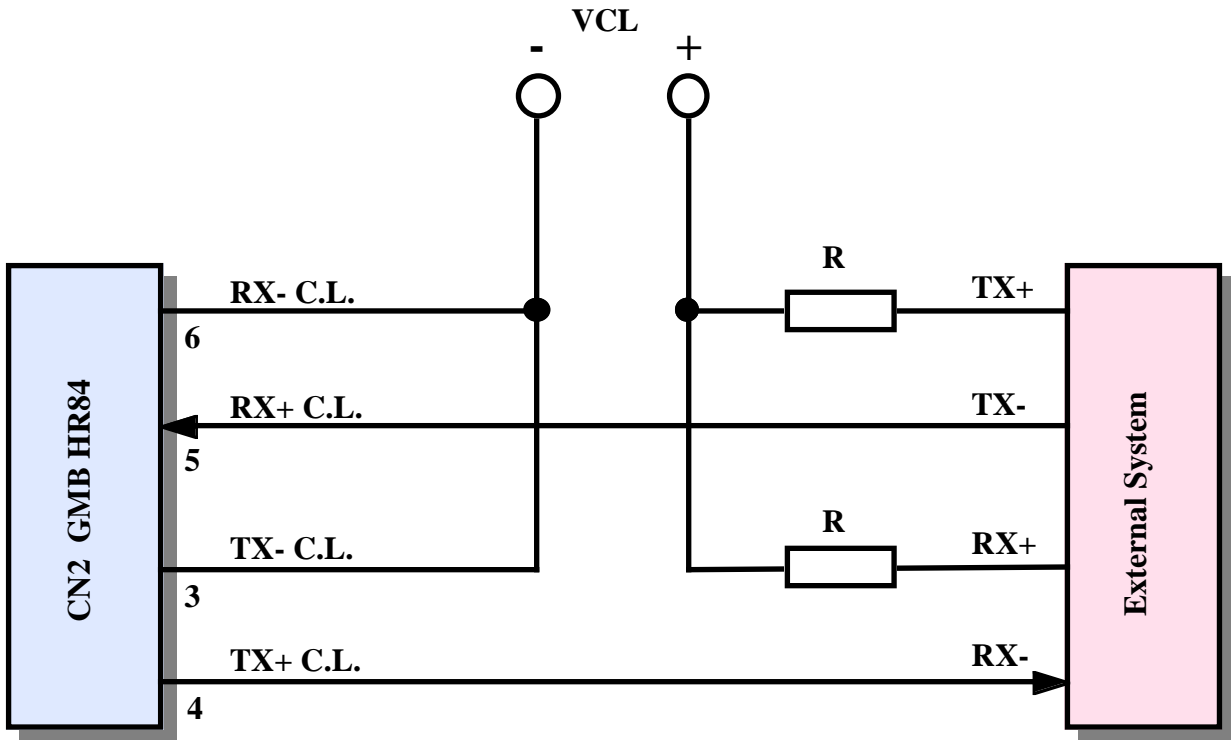 VCL
- +
R
RX- C.L. TX+
6
RX+ C.L. TX-
5
R
TX- C.L. RX+
3
TX+ C.L. RX-
4
CN2 GMB HR84
External System